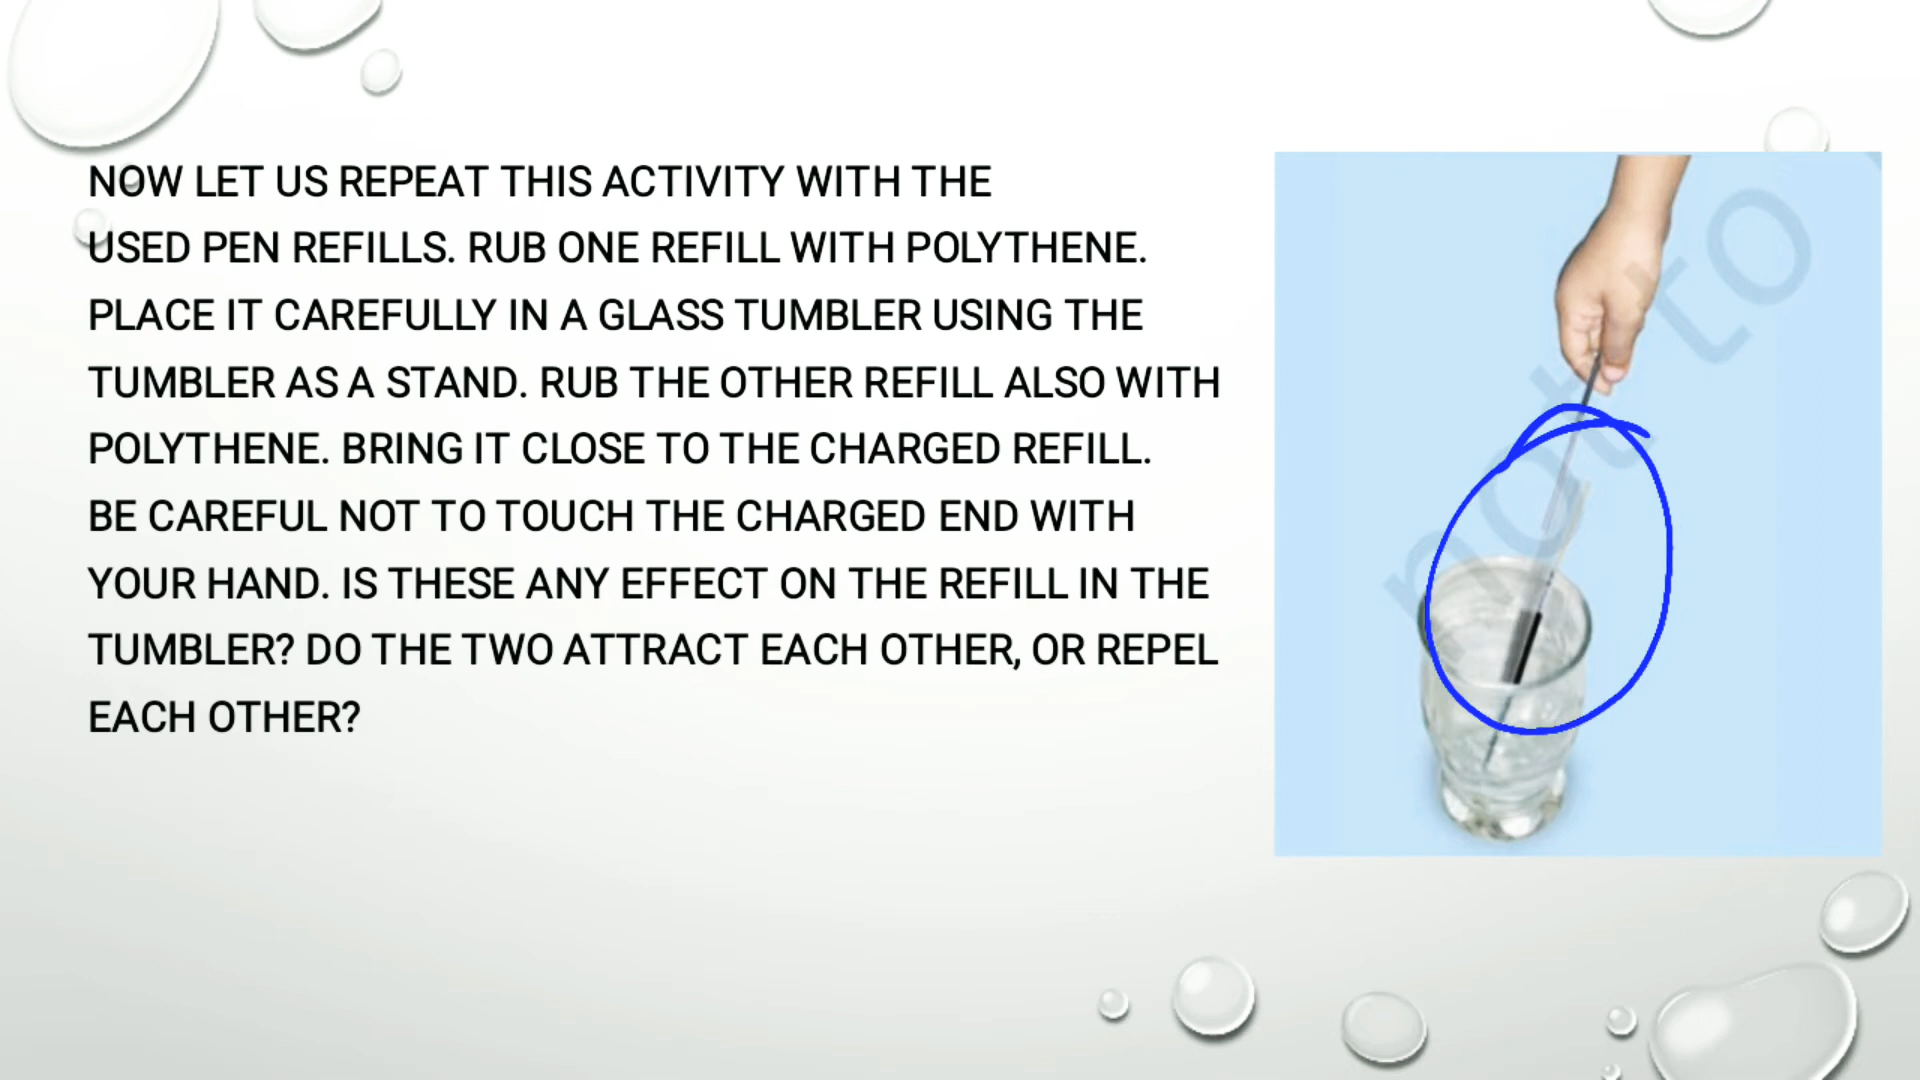 NOW LET US REPEAT THIS ACTIVITY WITH THE
USED PEN REFILLS. RUB ONE REFILL WITH POLYTHENE.
PLACE IT CAREFULLY IN A GLASS TUMBLER USING THE
TUMBLER AS A STAND. RUB THE OTHER REFILL ALSO WITH
POLYTHENE. BRING IT CLOSE TO THE CHARGED REFILL.
BE CAREFUL NOT TO TOUCH THE CHARGED END WITH
YOUR HAND. IS THESE ANY EFFECT ON THE REFILL IN THE
TUMBLER? DO THE TWO ATTRACT EACH OTHER, OR REPEL
EACH OTHER?
not to